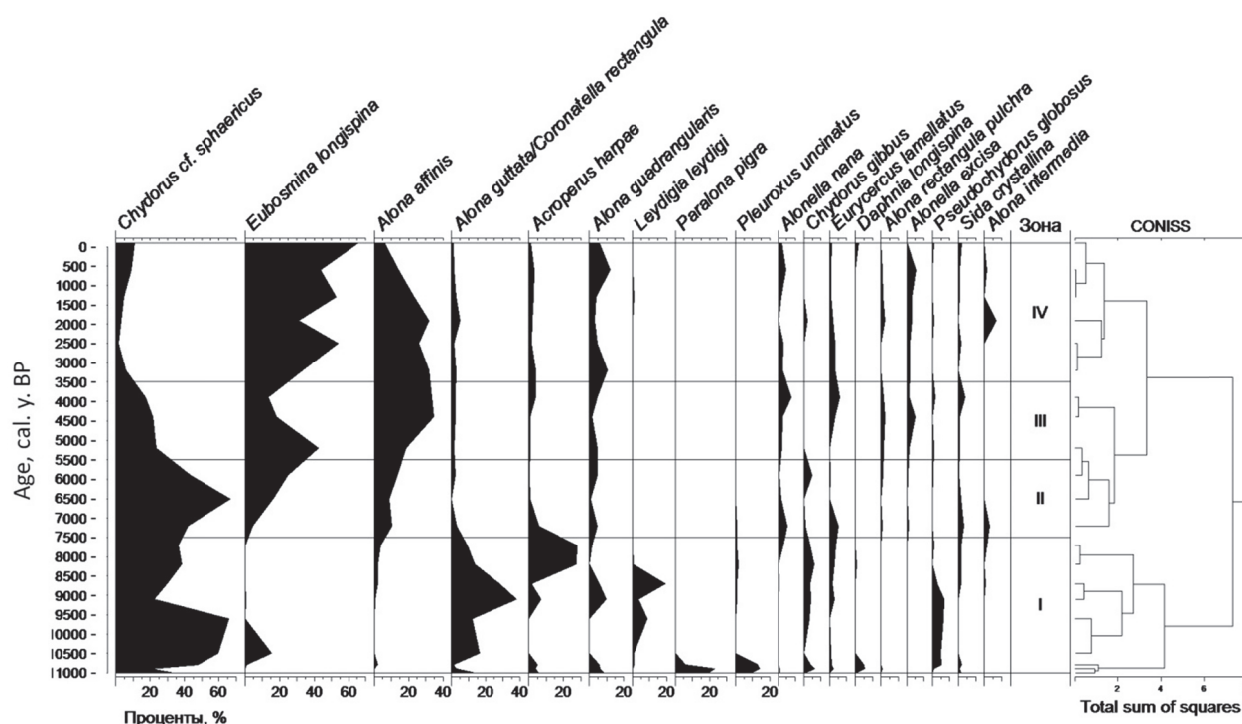 Chydorus cf. sphaericus
Eubosmina longispina
Alona affinis
Alona guttata/Coronatella rectangula
Acroperus harpae
Alona guadrangularis
Leydigia leydigi
Paralona pigra
Pleuroxus uncinatus
Alonella nana
Chydorus gibbus
Eurycercus lamellatus
Daphnia longispina
Alona rectangula pulchra
Alonella excisa
Pseudochydorus globosus
Sida crystallina
Alona intermedia
Зона
CONISS
Age, cal. y. BP
0
500
1000
1500
2000
2500
3000
3500
4000
4500
5000
5500
6000
6500
7000
7500
8000
8500
9000
9500
10000
10500
11000
IV
III
II
I
20 40 60 20 40 60 20 40 20 40 20 20 20 20 20
2 4 6
Проценты, %
Total sum of squares